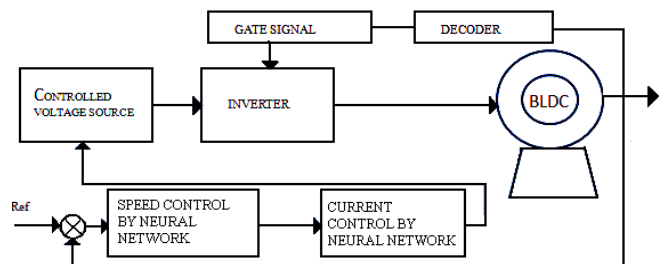 GATE SIGNAL
DECODER
CONTROLLED
VOLTAGE SOURCE
INVERTER
BLDC
Ref
SPEED CONTROL
BY NEURAL
NETWORK
CURRENT
CONTROL BY
NEURAL NETWORK